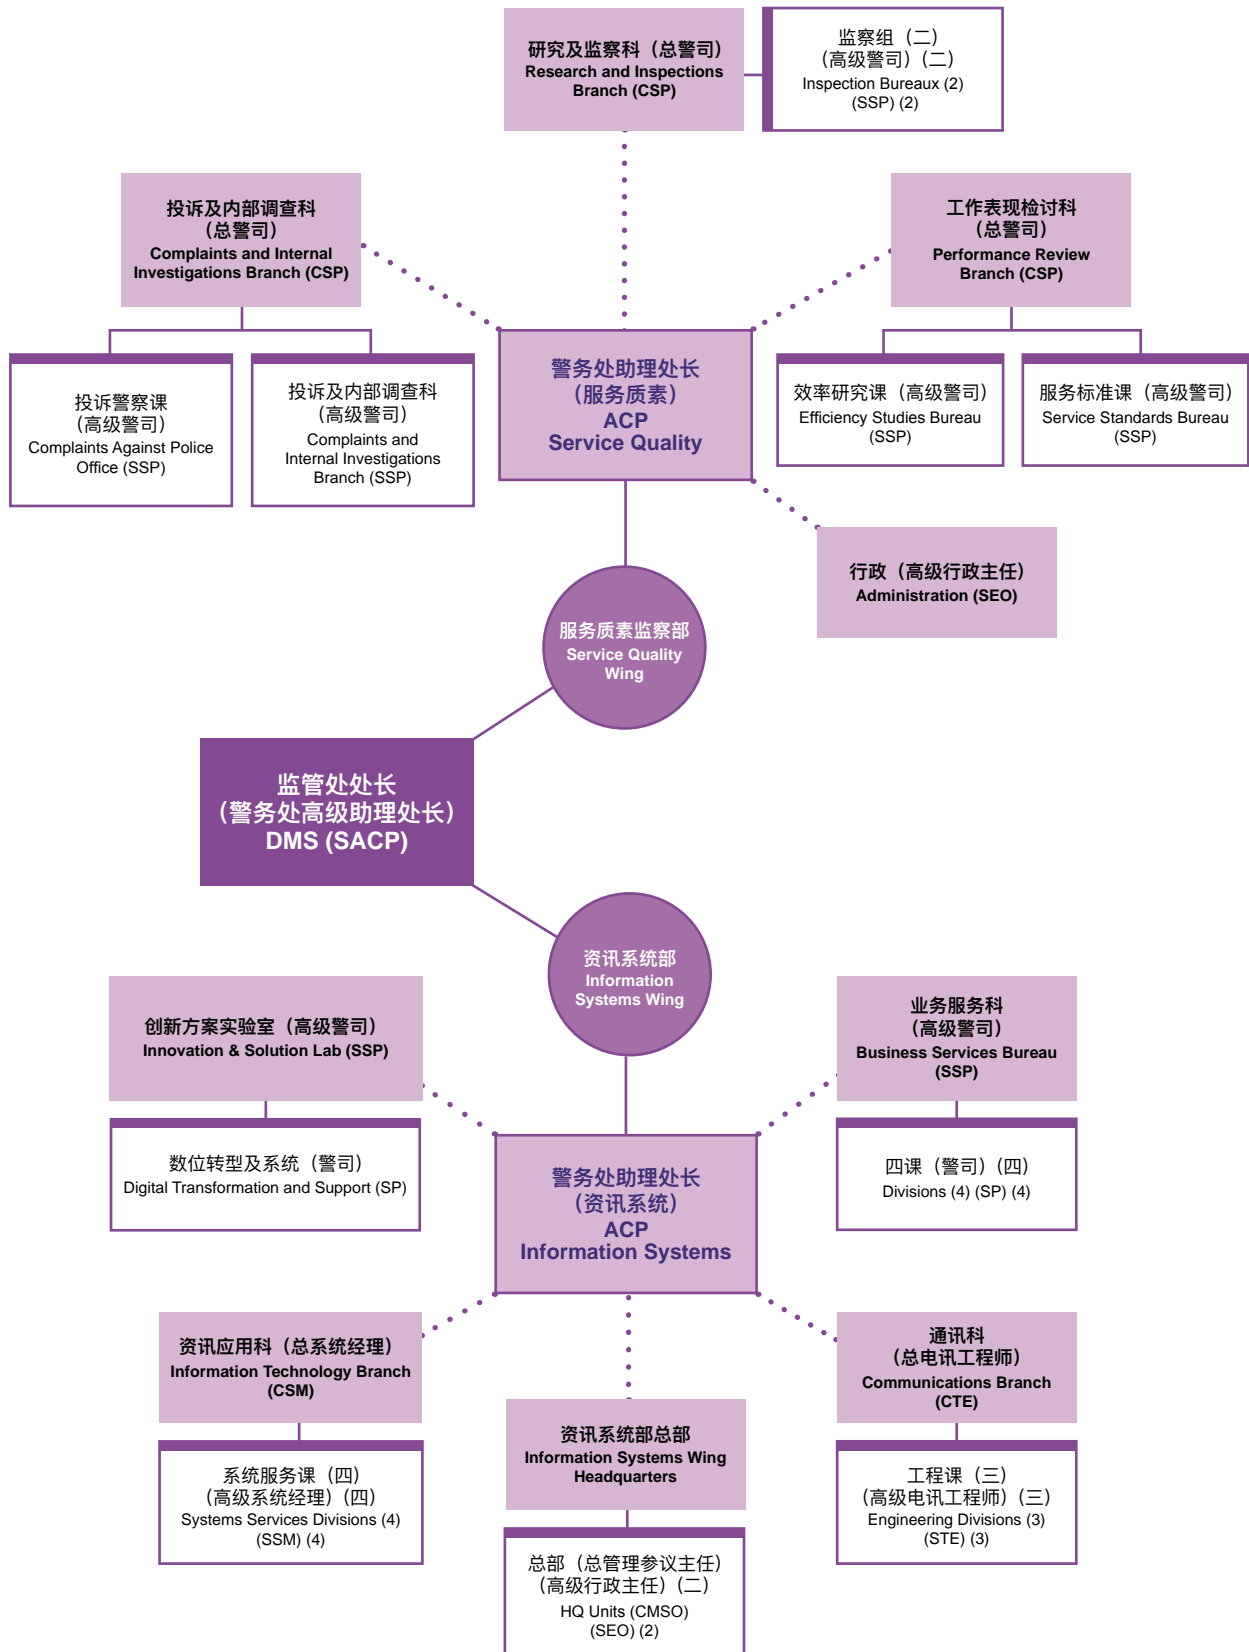 研究及监察科（总警司）
Research and Inspections
Branch (CSP)
监察组（二）
（高级警司）（二）
Inspection Bureaux (2)
(SSP) (2)
投诉及内部调查科
（总警司）
Complaints and Internal
Investigations Branch (CSP)
工作表现检讨科
（总警司）
Performance Review
Branch (CSP)
投诉警察课
（高级警司）
Complaints Against Police
Office (SSP)
投诉及内部调查科
（高级警司）
Complaints and
Internal Investigations
Branch (SSP)
警务处助理处长
（服务质素）
ACP
Service Quality
效率研究课（高级警司）
Efficiency Studies Bureau
(SSP)
服务标准课（高级警司）
Service Standards Bureau
(SSP)
行政（高级行政主任）
Administration (SEO)
服务质素监察部
Service Quality
Wing
监管处处长
（警务处高级助理处长）
DMS (SACP)
资讯系统部
Information
Systems Wing
创新方案实验室（高级警司）
Innovation & Solution Lab (SSP)
业务服务科
（高级警司）
Business Services Bureau
(SSP)
数位转型及系统（警司）
Digital Transformation and Support (SP)
警务处助理处长
（资讯系统）
ACP
Information Systems
四课（警司）（四）
Divisions (4) (SP) (4)
资讯应用科（总系统经理）
Information Technology Branch
(CSM)
通讯科
（总电讯工程师）
Communications Branch
(CTE)
资讯系统部总部
Information Systems Wing
Headquarters
系统服务课（四）
（高级系统经理）（四）
Systems Services Divisions (4)
(SSM) (4)
工程课（三）
（高级电讯工程师）（三）
Engineering Divisions (3)
(STE) (3)
总部（总管理参议主任）
（高级行政主任）（二）
HQ Units (CMSO)
(SEO) (2)